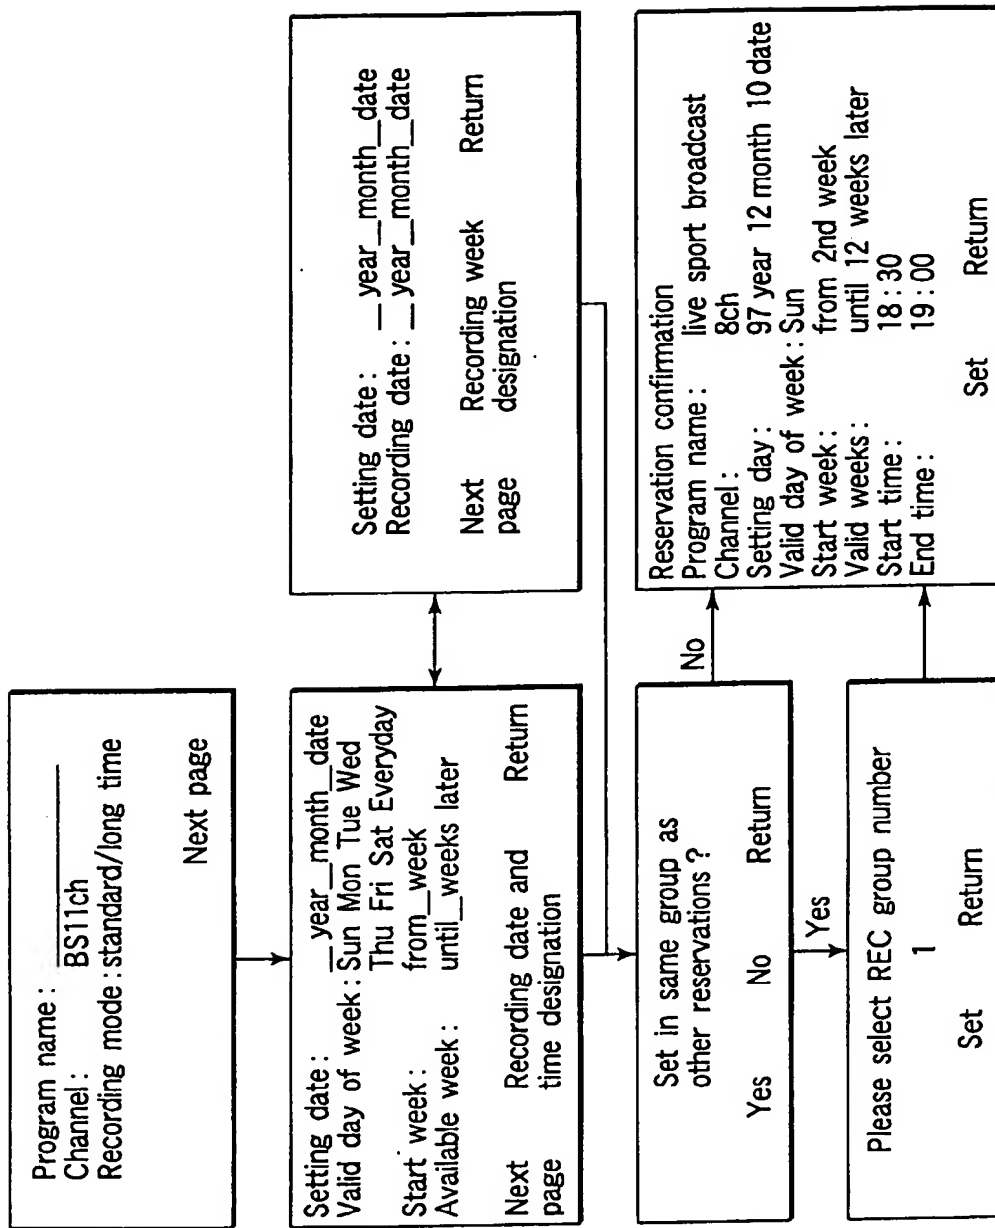 Program name :
Channel : BS11ch
Recording mode : standard/long time
Next page
Setting date : __year__month__date
Valid day of week : Sun Mon Tue Wed
Thu Fri Sat Everyday
Start week : from__week
Available week : until__weeks later
Next page
Recording date and time designation
Return
Setting date : __year__month__date
Recording date : __year__month__date
Next page
Recording week designation
Return
Set in same group as
other reservations ?
Yes No Return
No
Yes
Please select REC group number
1
Set Return
Reservation confirmation
Program name : live sport broadcast
Channel : 8ch
Setting day : 97 year 12 month 10 date
Valid day of week : Sun
Start week : from 2nd week
Valid weeks : until 12 weeks later
Start time : 18 : 30
End time : 19 : 00
Set Return